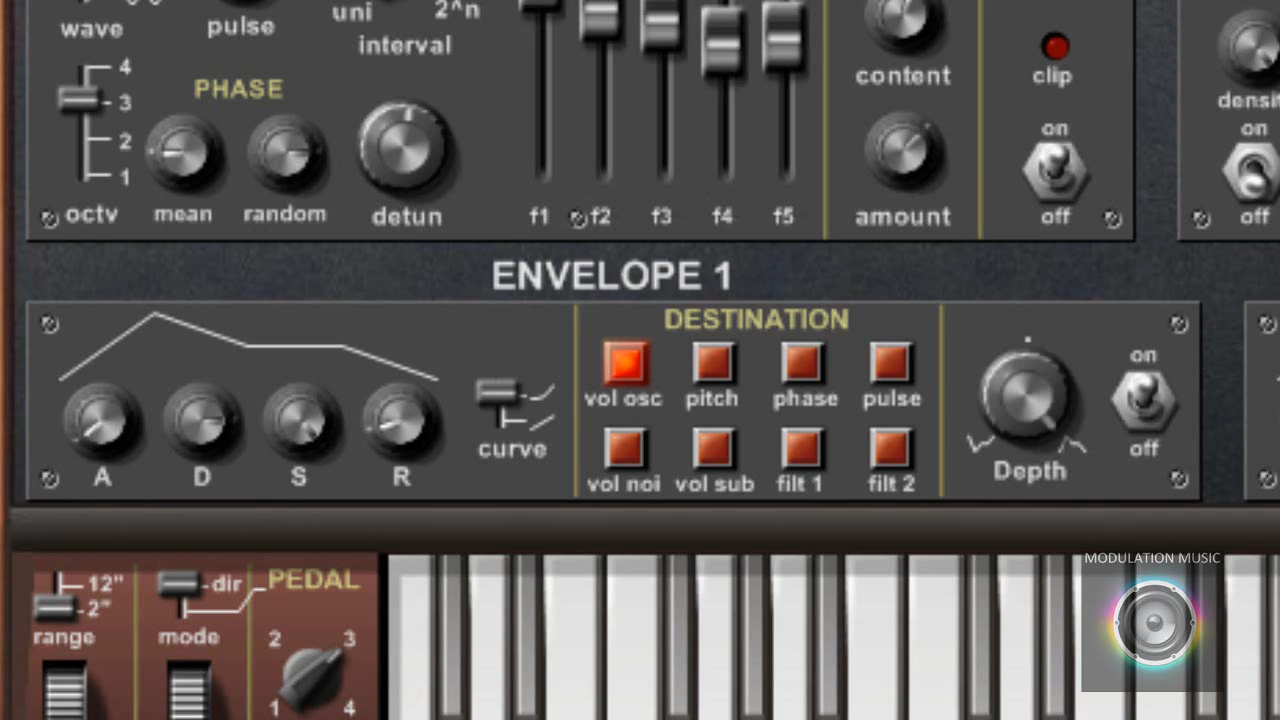 wave
pulse
uni
2^n
interval
4
3
2
1
octv
PHASE
mean
random
detun
f1
f2
f3
f4
f5
content
amount
clip
on
off
on
off
ENVELOPE 1
A
D
S
R
curve
DESTINATION
vol osc
pitch
phase
pulse
vol noi
vol sub
filt 1
filt 2
Depth
on
off
12"
2"
range
dir
mode
PEDAL
2
3
1
4
MODULATION MUSIC